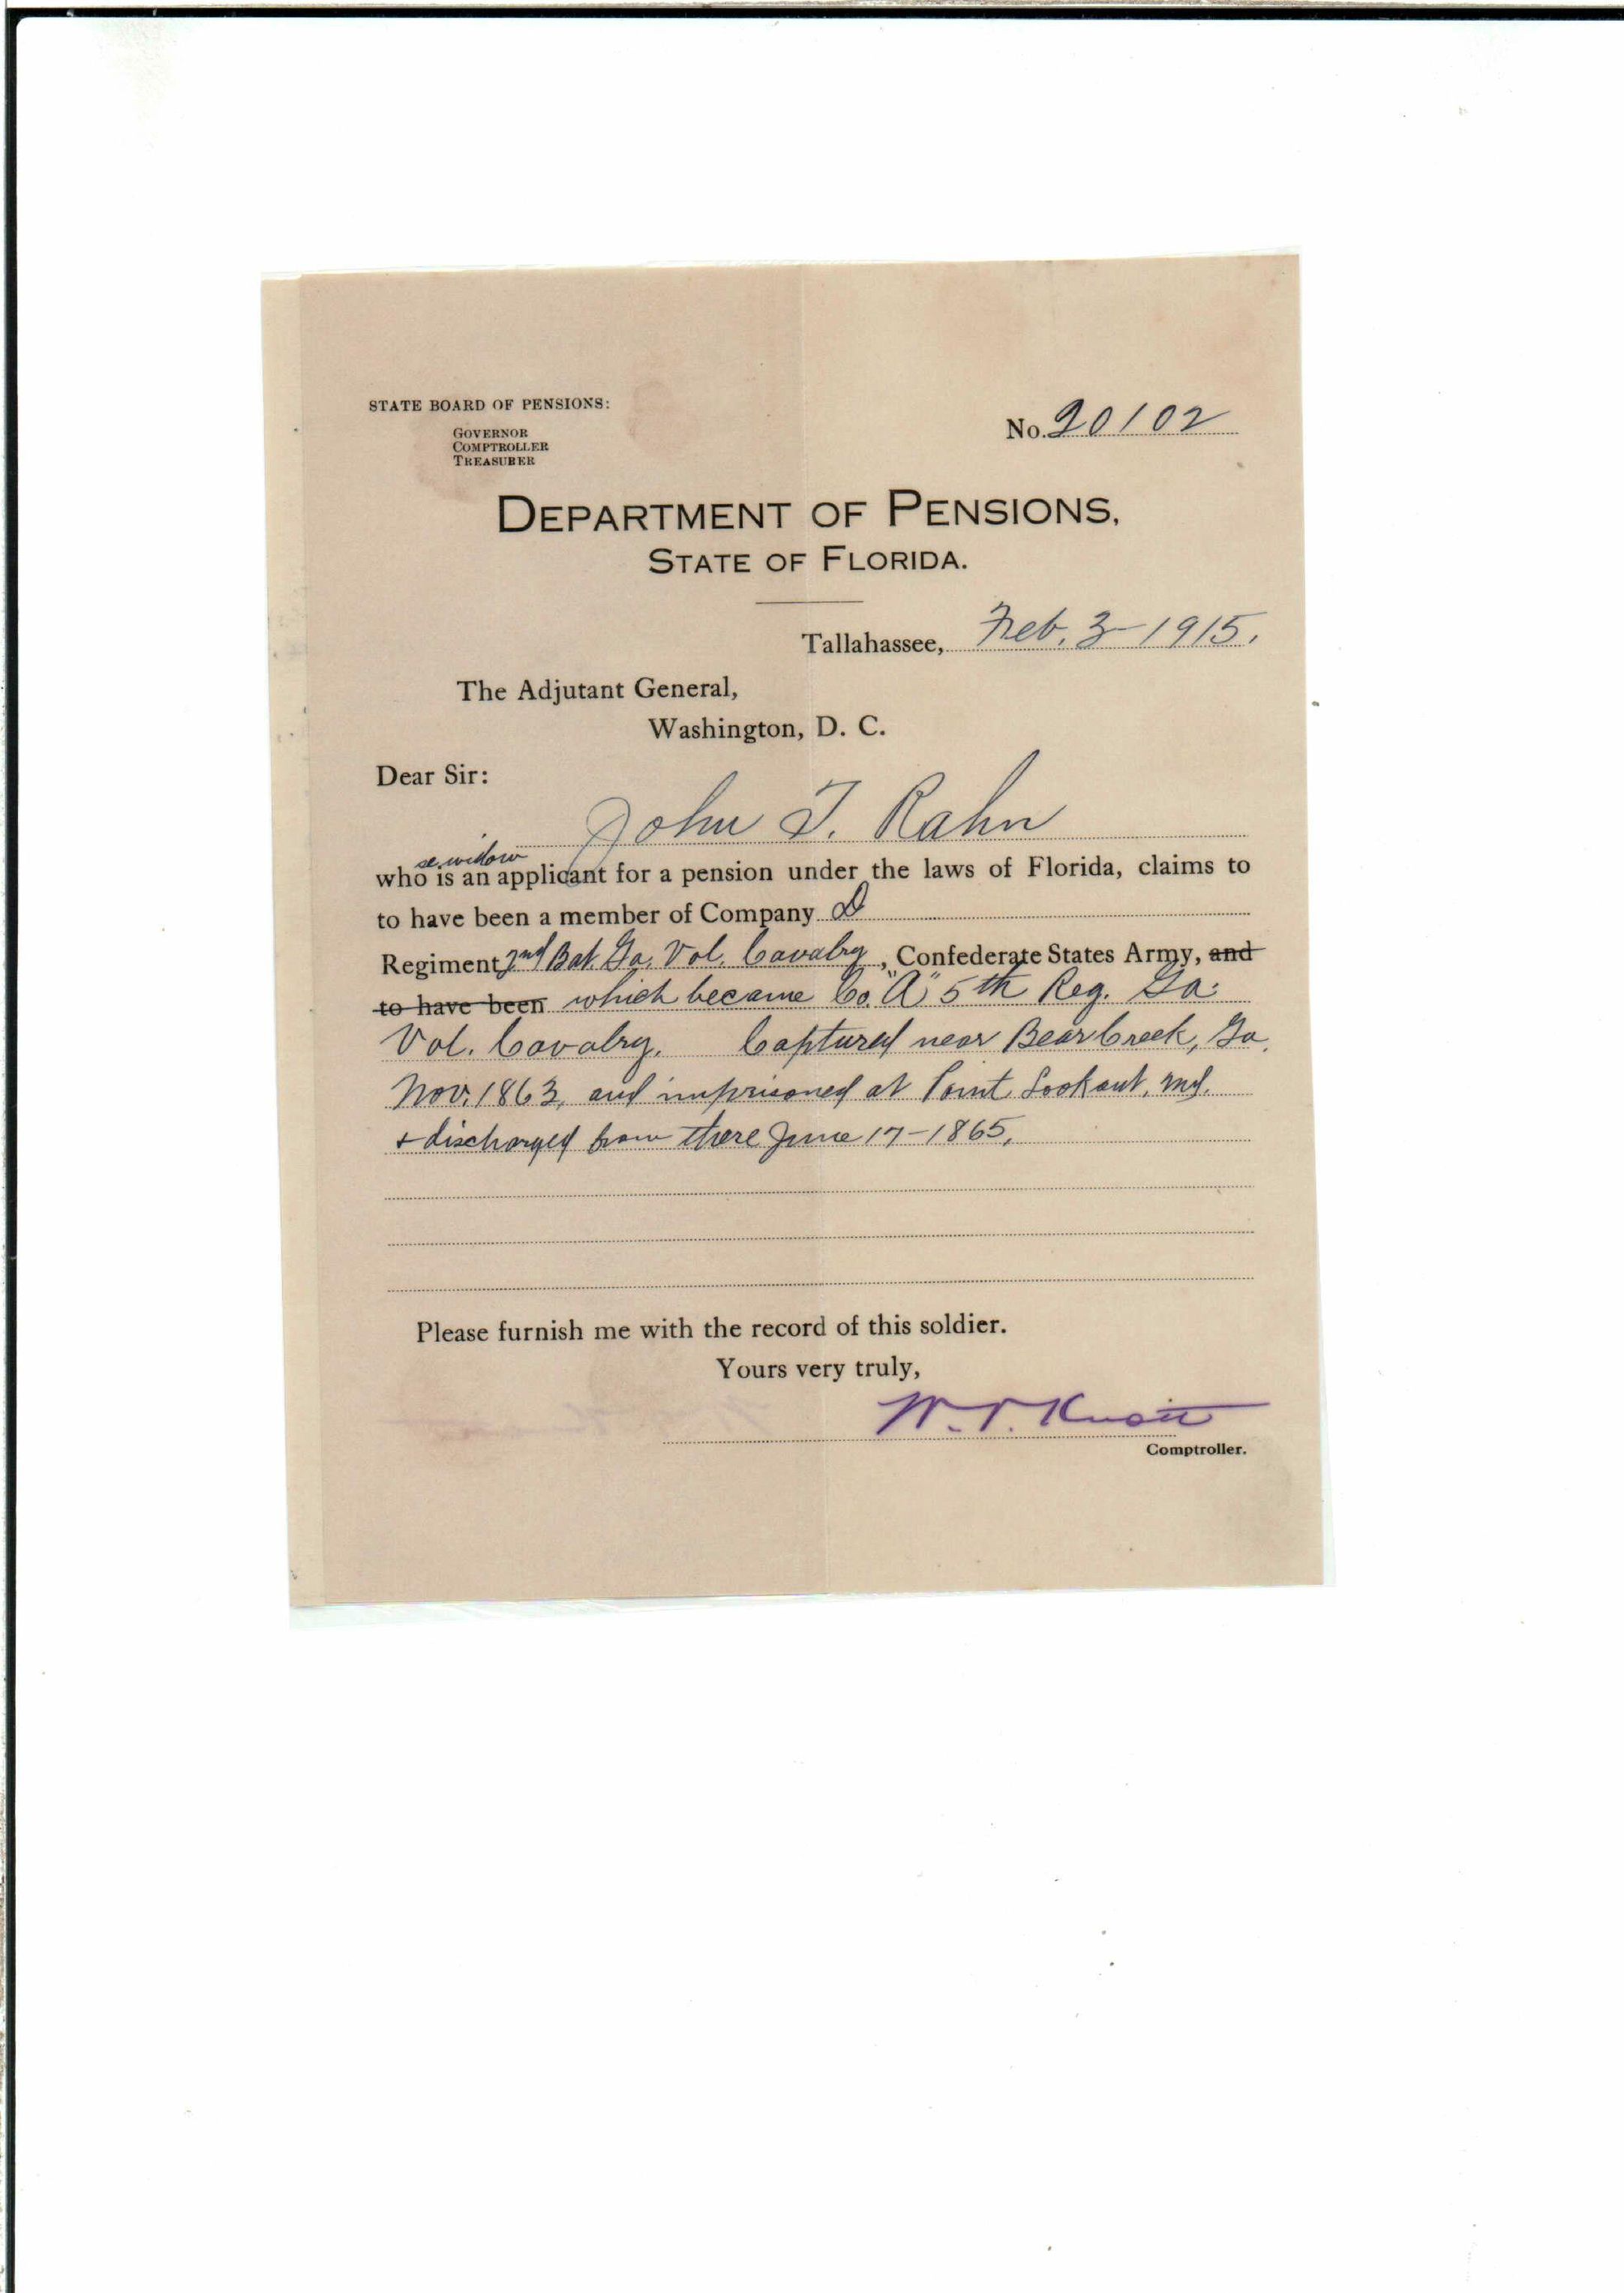 STATE BOARD OF PENSIONS:
GOVERNOR
COMPTROLLER
TREASURER
No. 20102
DEPARTMENT OF PENSIONS,
STATE OF FLORIDA.
Tallahassee, Feb. 3-1915.
The Adjutant General,
Washington, D. C.
Dear Sir:
John T. Rahn
se widow
who is an applicant for a pension under the laws of Florida, claims to
to have been a member of Company D
Regiment 2nd Bat. Ga. Vol. Cavalry, Confederate States Army, and
to have been which became Co. "A" 5th Reg. Ga.
Vol. Cavalry. Captured near Bear Creek, Ga.
Nov. 1863, and imprisoned at Point Lookout, Md.
+ discharged from there June 17-1865.
Please furnish me with the record of this soldier.
Yours very truly,
W. V. Knott
Comptroller.